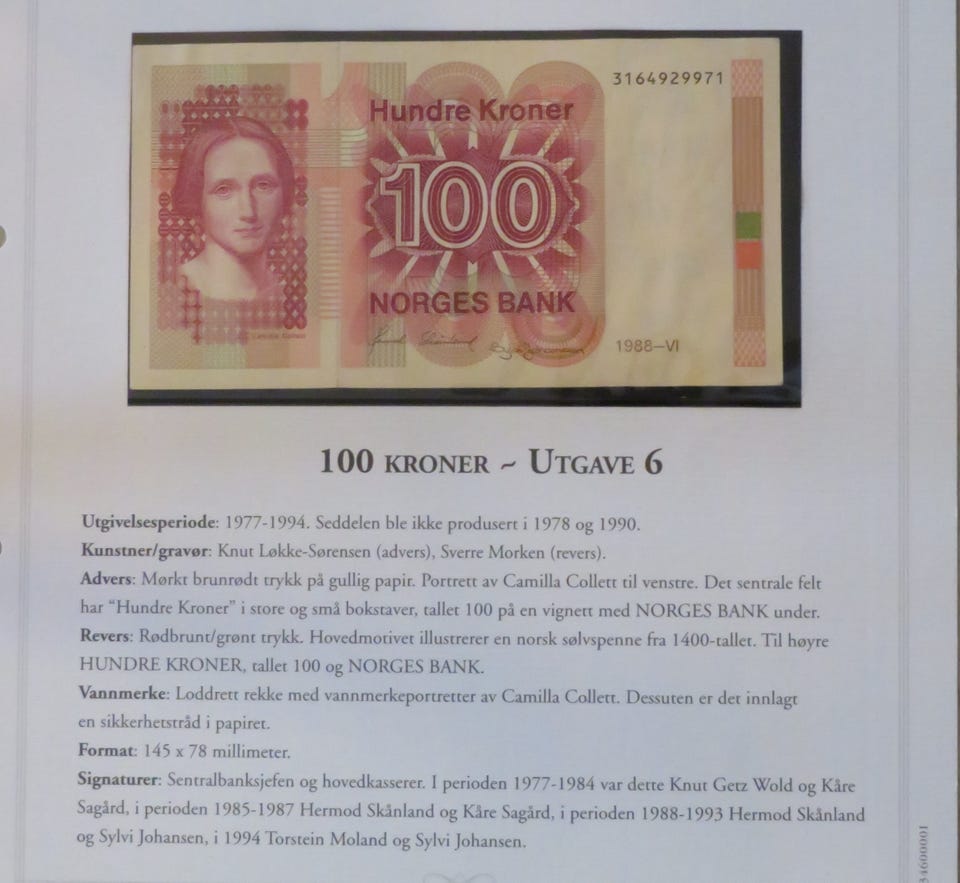 3164929971
Hundre Kroner
100
NORGES BANK
1988–VI
100 KRONER ~ UTGAVE 6
Utgivelsesperiode: 1977-1994. Seddelen ble ikke produsert i 1978 og 1990.
Kunstner/gravør: Knut Løkke-Sørensen (advers), Sverre Morken (revers).
Advers: Mørkt brunrødt trykk på gullig papir. Portrett av Camilla Collett til venstre. Det sentrale felt
har “Hundre Kroner” i store og små bokstaver, tallet 100 på en vignett med NORGES BANK under.
Revers: Rødbrunt/grønt trykk. Hovedmotivet illustrerer en norsk sølvspenne fra 1400-tallet. Til høyre
HUNDRE KRONER, tallet 100 og NORGES BANK.
Vannmerke: Loddrett rekke med vannmerkeportretter av Camilla Collett. Dessuten er det innlagt
en sikkerhetstråd i papiret.
Format: 145 x 78 millimeter.
Signaturer: Sentralbanksjefen og hovedkasserer. I perioden 1977-1984 var dette Knut Getz Wold og Kåre
Sagård, i perioden 1985-1987 Hermod Skånland og Kåre Sagård, i perioden 1988-1993 Hermod Skånland
og Sylvi Johansen, i 1994 Torstein Moland og Sylvi Johansen.